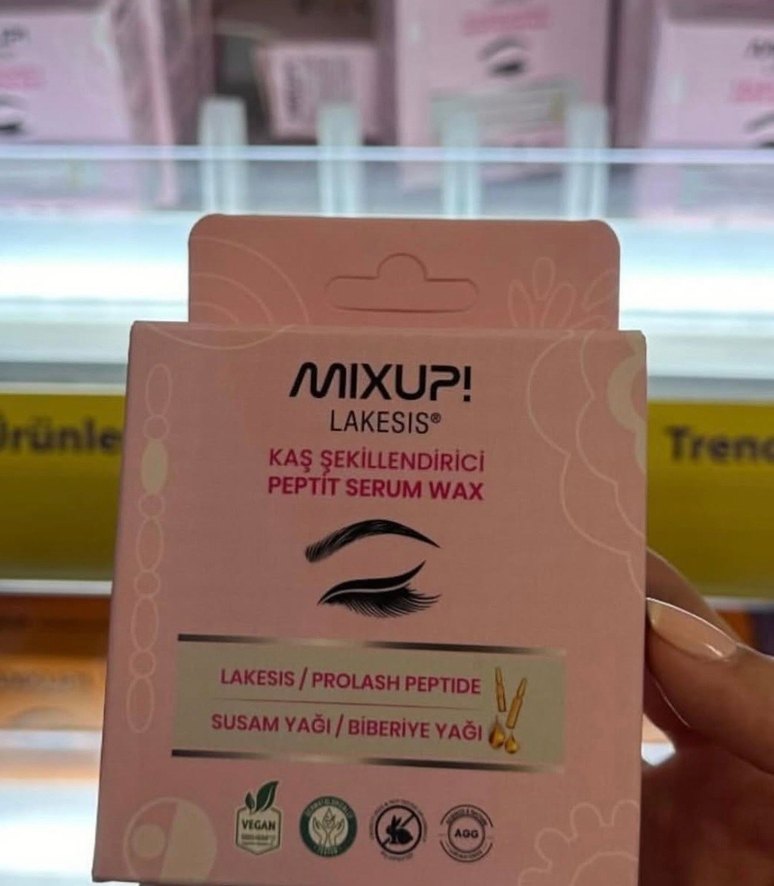 MIXUP!
LAKESIS®
KAŞ ŞEKİLLENDİRİCİ
PEPTİT SERUM WAX
LAKESIS / PROLASH PEPTIDE
SUSAM YAĞI / BİBERİYE YAĞI
VEGAN
AGG
Ürünle
Trend
MIXUP!